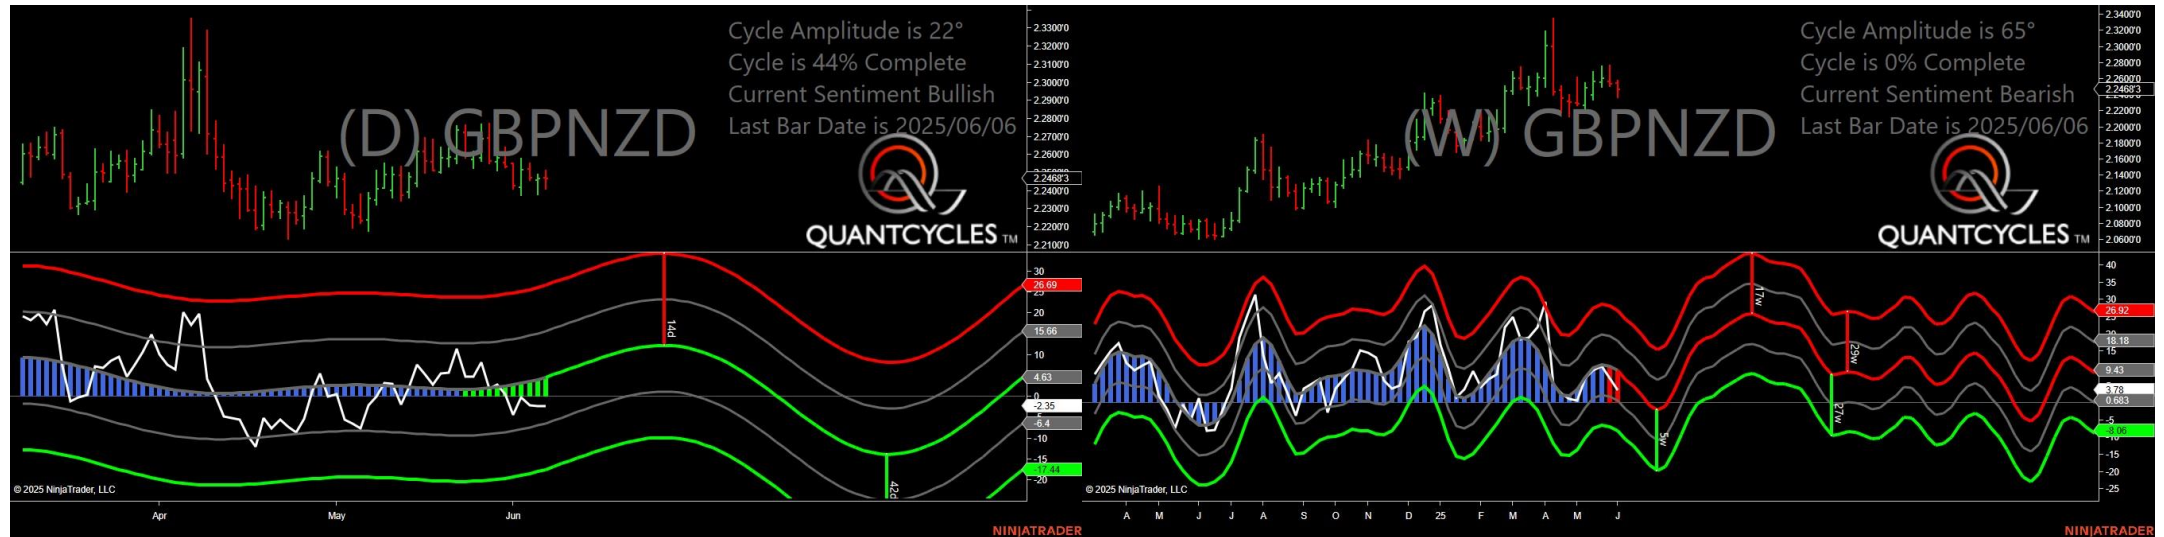 Cycle Amplitude is 22°
Cycle is 44% Complete
Current Sentiment Bullish
Last Bar Date is 2025/06/06
(D) GBPNZD
QUANTCYCLES TM
2.3300'0
2.3200'0
2.3100'0
2.3000'0
2.2900'0
2.2800'0
2.2700'0
2.2600'0
2.2468'3
2.2400'0
2.2300'0
2.2200'0
2.2100'0
30
26.69
25
20
15.66
10
4.63
0
-2.35
-6.4
-10
-15
-17.44
-20
14d
42d
© 2025 NinjaTrader, LLC
Apr
May
Jun
NINJATRADER
Cycle Amplitude is 65°
Cycle is 0% Complete
Current Sentiment Bearish
Last Bar Date is 2025/06/06
(W) GBPNZD
QUANTCYCLES TM
2.3400'0
2.3200'0
2.3000'0
2.2800'0
2.2600'0
2.2468'3
2.2200'0
2.2000'0
2.1800'0
2.1600'0
2.1400'0
2.1200'0
2.1000'0
2.0800'0
2.0600'0
40
35
30
26.92
18.18
15
9.43
3.78
0.683
-5
-8.06
-15
-20
-25
17w
29w
27w
5w
© 2025 NinjaTrader, LLC
A
M
J
J
A
S
O
N
D
25
F
M
A
M
J
NINJATRADER